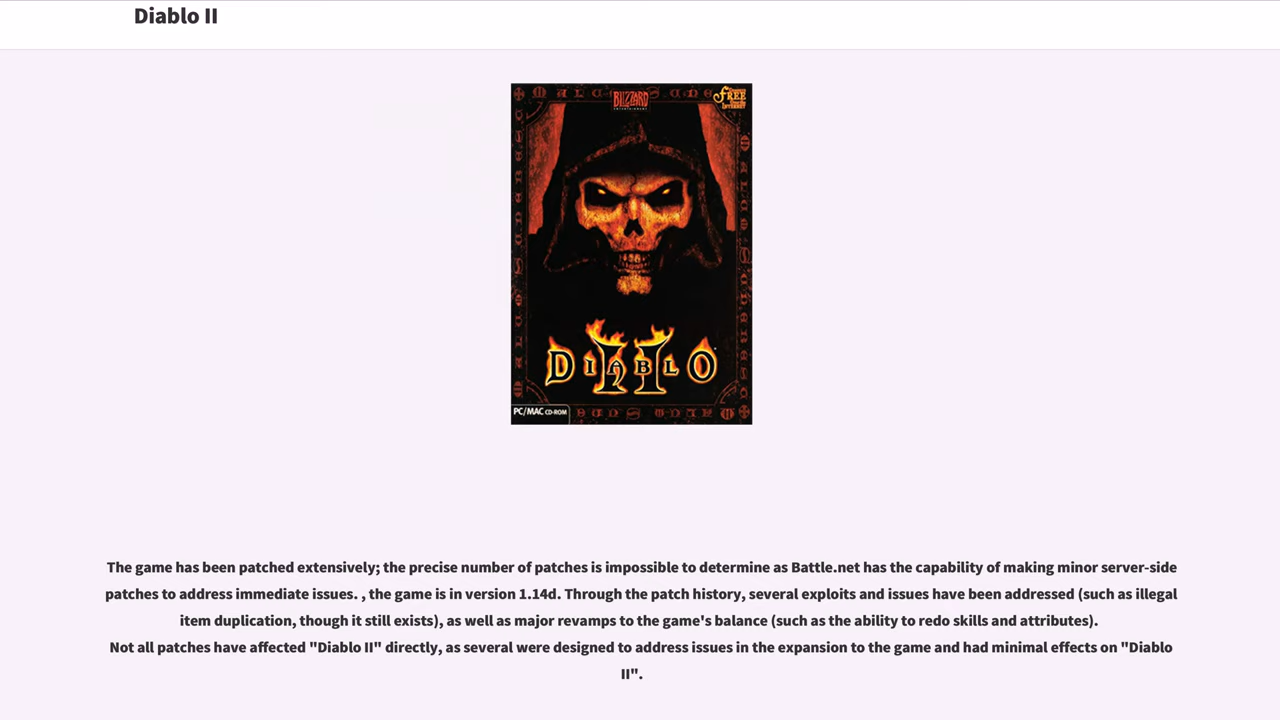 Diablo II
BLIZZARD
ENTERTAINMENT
FREE
INTERNET
DIABLO
II
PC/MAC CD-ROM
The game has been patched extensively; the precise number of patches is impossible to determine as Battle.net has the capability of making minor server-side
patches to address immediate issues. , the game is in version 1.14d. Through the patch history, several exploits and issues have been addressed (such as illegal
item duplication, though it still exists), as well as major revamps to the game's balance (such as the ability to redo skills and attributes).
Not all patches have affected "Diablo II" directly, as several were designed to address issues in the expansion to the game and had minimal effects on "Diablo
II".